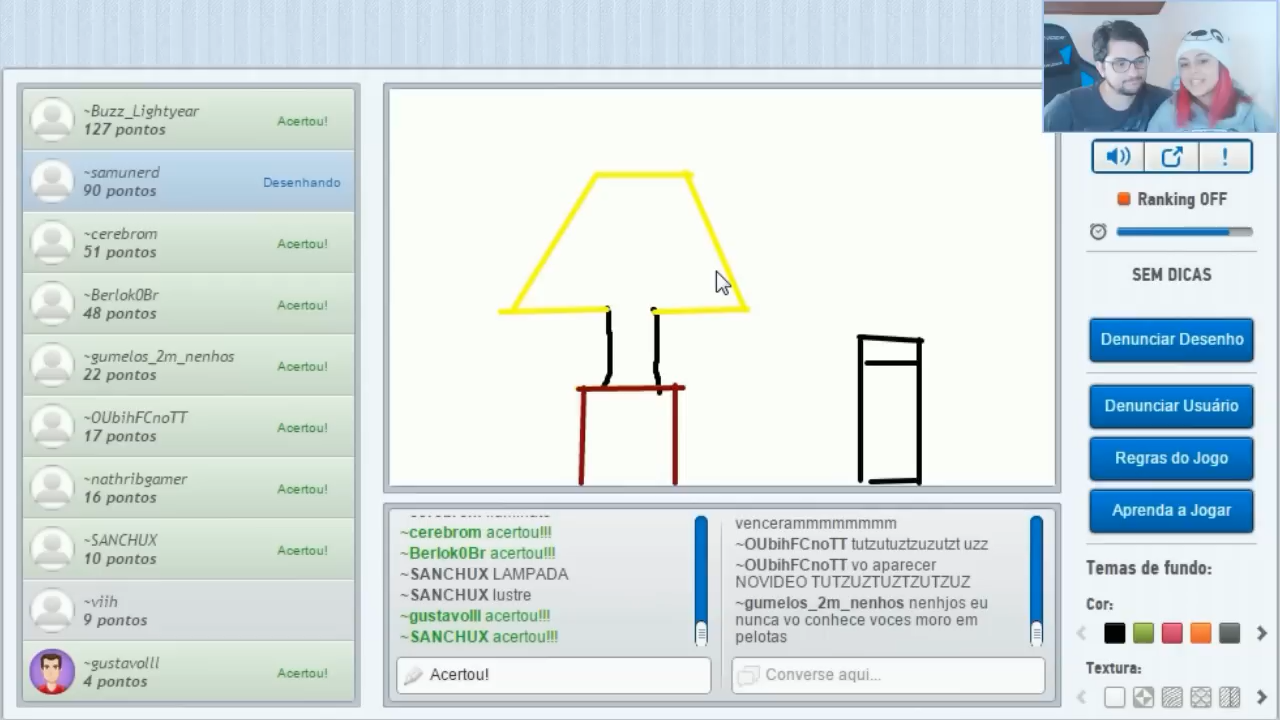 ~Buzz_Lightyear
127 pontos
Acertou!
~samunerd
90 pontos
Desenhando
~cerebrom
51 pontos
Acertou!
~Berlok0Br
48 pontos
Acertou!
~gumelos_2m_nenhos
22 pontos
Acertou!
~OUbihFCnoTT
17 pontos
Acertou!
~nathribgamer
16 pontos
Acertou!
~SANCHUX
10 pontos
Acertou!
~viih
9 pontos
~gustavolll
4 pontos
Acertou!
~cerebrom acertou!!!
~Berlok0Br acertou!!!
~SANCHUX LAMPADA
~SANCHUX lustre
~gustavolll acertou!!!
~SANCHUX acertou!!!
Acertou!
vencerammmmmmmm
~OUbihFCnoTT tutzutuztzuzutzt uzz
~OUbihFCnoTT vo aparecer
NOVIDEO TUTZUZTUZTZUTZUZ
~gumelos_2m_nenhos nenhjos eu
nunca vo conhece voces moro em
pelotas
Converse aqui...
!
Ranking OFF
SEM DICAS
Denunciar Desenho
Denunciar Usuário
Regras do Jogo
Aprenda a Jogar
Temas de fundo:
Cor:
Textura: